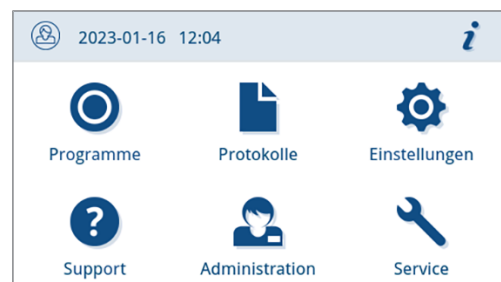 2023-01-16 12:04 i
Programme Protokolle Einstellungen
? 
Support Administration Service